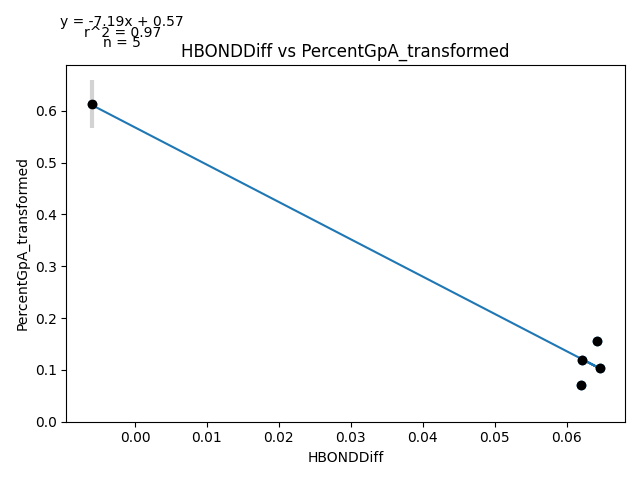 y = -7.19x + 0.57
r^2 = 0.97
n = 5
HBONDDiff vs PercentGpA_transformed
PercentGpA_transformed
0.6
0.5
0.4
0.3
0.2
0.1
0.0
0.00 0.01 0.02 0.03 0.04 0.05 0.06
HBONDDiff